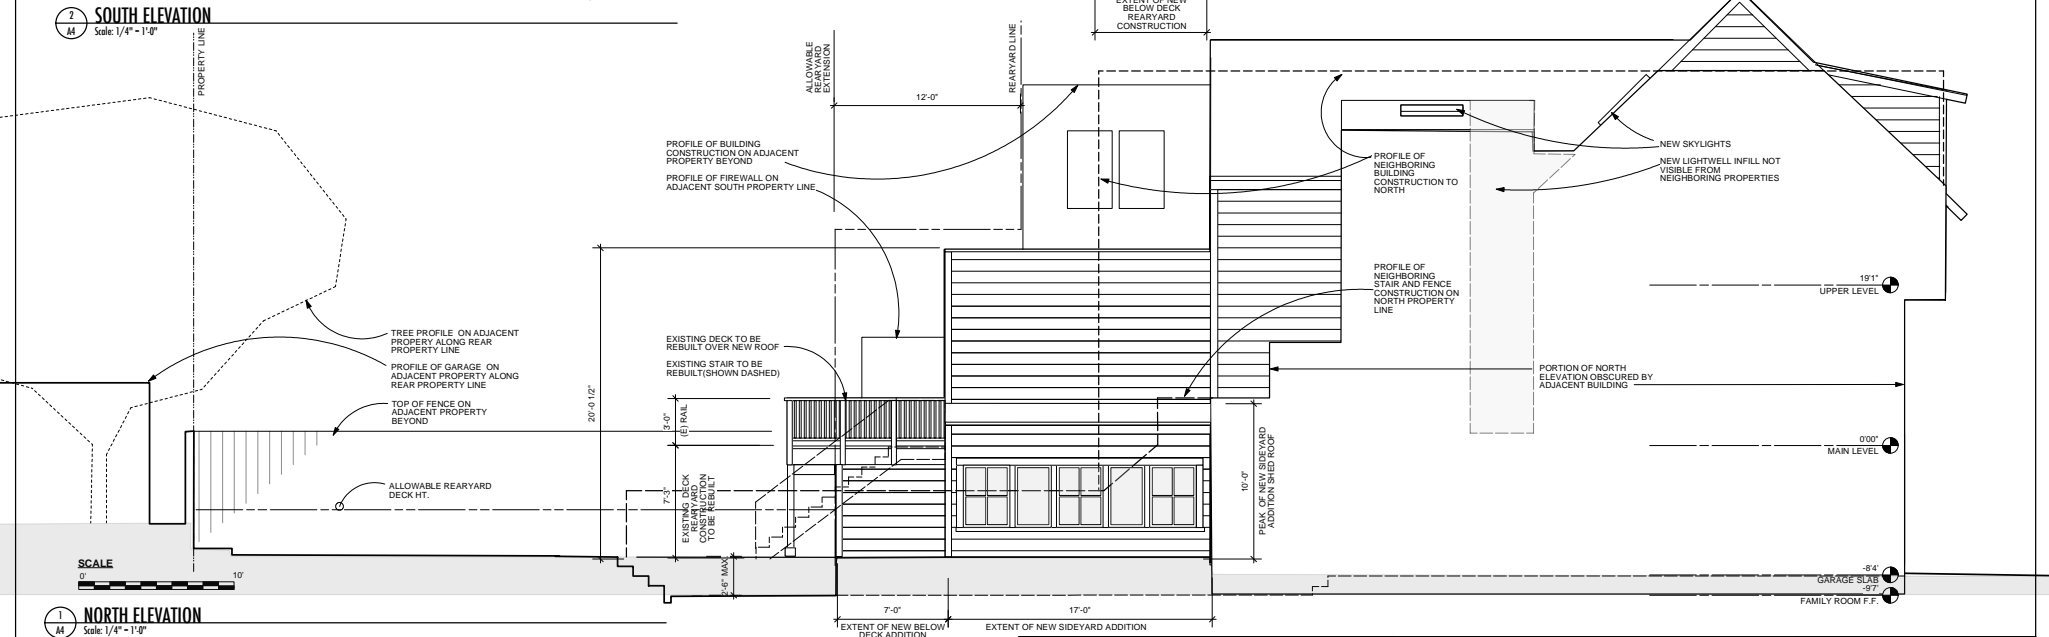 2
A4
SOUTH ELEVATION
Scale: 1/4" = 1'-0"
PROPERTY LINE
ALLOWABLE
REARYARD
EXTENSION
REARYARD LINE
EXTENT OF NEW
BELOW DECK
REARYARD
CONSTRUCTION
12'-0"
PROFILE OF BUILDING
CONSTRUCTION ON ADJACENT
PROPERTY BEYOND
PROFILE OF FIREWALL ON
ADJACENT SOUTH PROPERTY LINE
PROFILE OF
NEIGHBORING
BUILDING
CONSTRUCTION TO
NORTH
NEW SKYLIGHTS
NEW LIGHTWELL INFILL NOT
VISIBLE FROM
NEIGHBORING PROPERTIES
PROFILE OF
NEIGHBORING
STAIR AND FENCE
CONSTRUCTION ON
NORTH PROPERTY
LINE
19'1"
UPPER LEVEL
TREE PROFILE ON ADJACENT
PROPERY ALONG REAR
PROPERTY LINE
PROFILE OF GARAGE ON
ADJACENT PROPERTY ALONG
REAR PROPERTY LINE
TOP OF FENCE ON
ADJACENT PROPERTY
BEYOND
EXISTING DECK TO BE
REBUILT OVER NEW ROOF
EXISTING STAIR TO BE
REBUILT(SHOWN DASHED)
20'-0 1/2"
3'-0"
(E) RAIL
7'-3"
EXISTING DECK
REARYARD
CONSTRUCTION
TO BE REBUILT
PORTION OF NORTH
ELEVATION OBSCURED BY
ADJACENT BUILDING
0'00"
MAIN LEVEL
10'-0"
PEAK OF NEW SIDEYARD
ADDITION SHED ROOF
ALLOWABLE REARYARD
DECK HT.
SCALE
0'
10'
2'-6" MAX
-8'4'
GARAGE SLAB
-9'7'
FAMILY ROOM F.F.
7'-0"
17'-0"
EXTENT OF NEW BELOW
DECK ADDITION
EXTENT OF NEW SIDEYARD ADDITION
1
A4
NORTH ELEVATION
Scale: 1/4" = 1'-0"